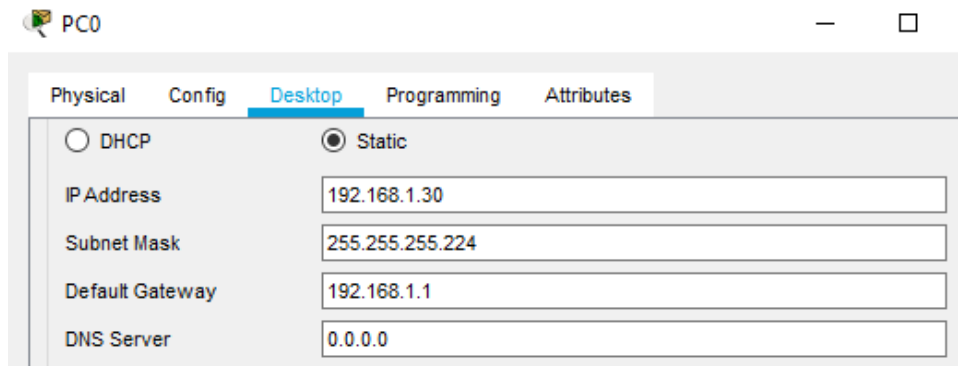 PC0
Physical Config Desktop Programming Attributes
DHCP Static
IP Address 192.168.1.30
Subnet Mask 255.255.255.224
Default Gateway 192.168.1.1
DNS Server 0.0.0.0